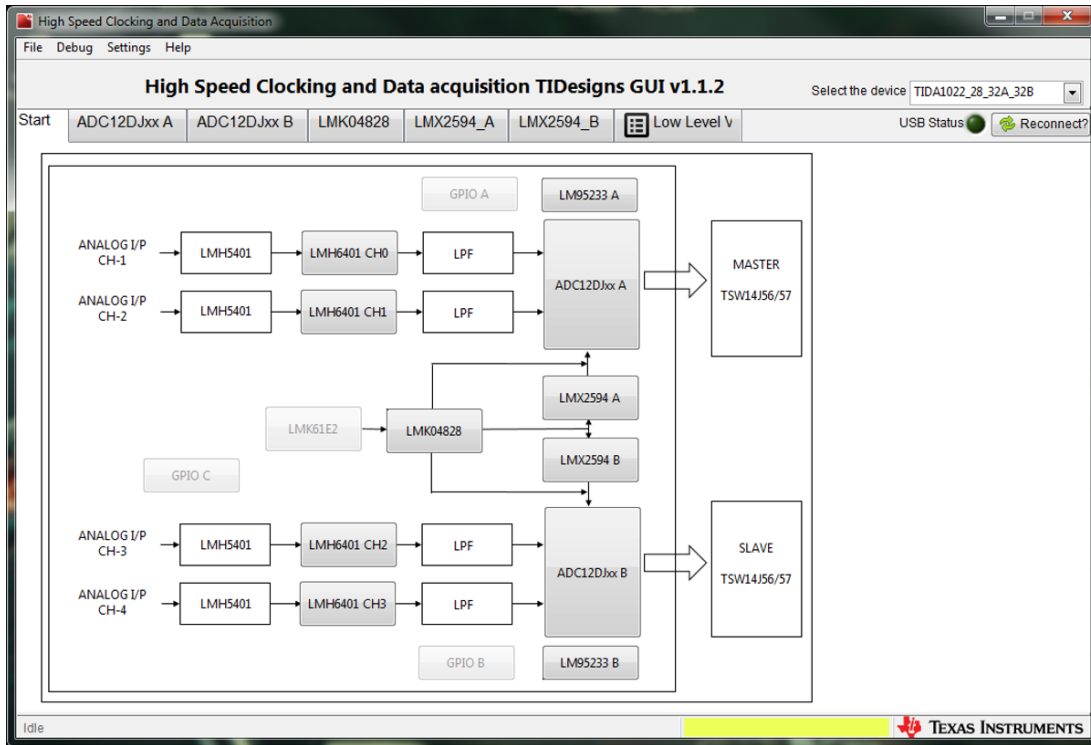 High Speed Clocking and Data Acquisition
File Debug Settings Help
High Speed Clocking and Data acquisition TIDesigns GUI v1.1.2
Select the device TIDA1022_28_32A_32B
Start ADC12DJxx A ADC12DJxx B LMK04828 LMX2594_A LMX2594_B Low Level V
USB Status Reconnect?
GPIO A
LM95233 A
ANALOG I/P
CH-1
LMH5401
LMH6401 CH0
LPF
ADC12DJxx A
MASTER
TSW14J56/57
ANALOG I/P
CH-2
LMH5401
LMH6401 CH1
LPF
LMX2594 A
LMK61E2
LMK04828
LMX2594 B
GPIO C
ANALOG I/P
CH-3
LMH5401
LMH6401 CH2
LPF
ADC12DJxx B
SLAVE
TSW14J56/57
ANALOG I/P
CH-4
LMH5401
LMH6401 CH3
LPF
GPIO B
LM95233 B
Idle
TEXAS INSTRUMENTS